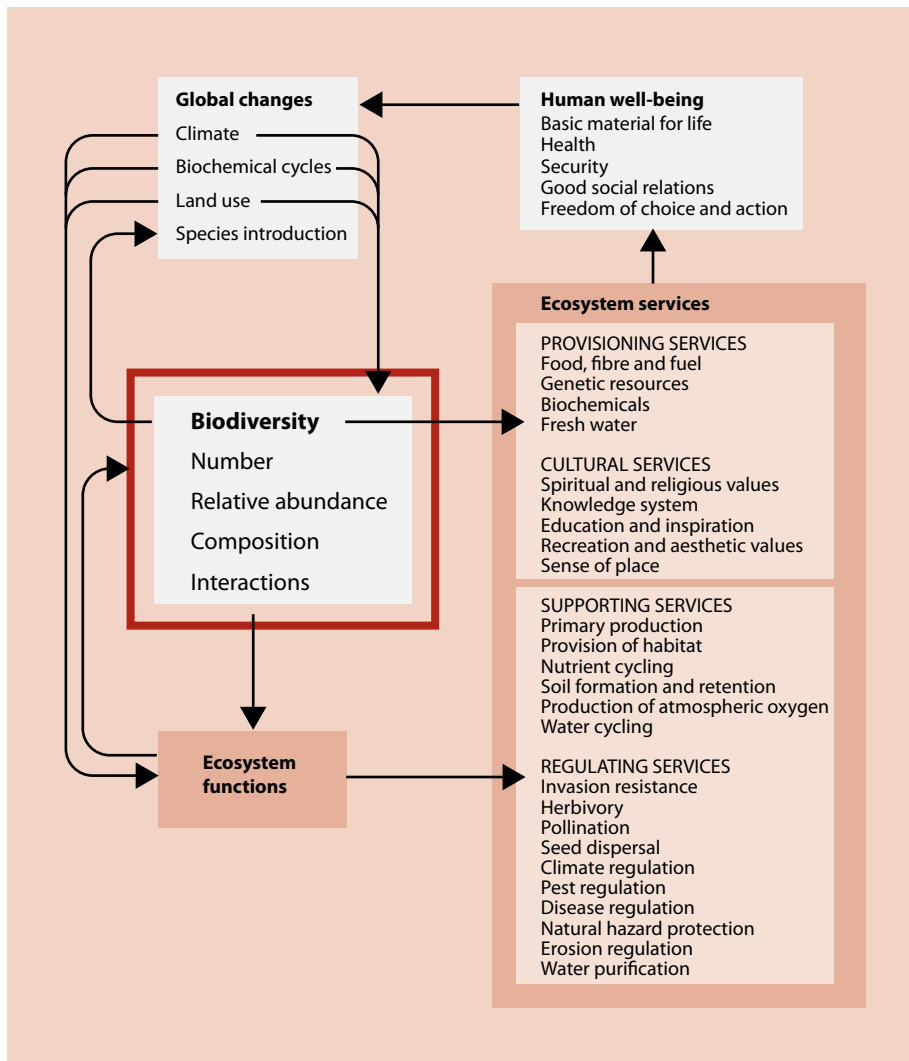 Global changes
Climate
Biochemical cycles
Land use
Species introduction
Human well-being
Basic material for life
Health
Security
Good social relations
Freedom of choice and action
Biodiversity
Number
Relative abundance
Composition
Interactions
Ecosystem
functions
Ecosystem services
PROVISIONING SERVICES
Food, fibre and fuel
Genetic resources
Biochemicals
Fresh water
CULTURAL SERVICES
Spiritual and religious values
Knowledge system
Education and inspiration
Recreation and aesthetic values
Sense of place
SUPPORTING SERVICES
Primary production
Provision of habitat
Nutrient cycling
Soil formation and retention
Production of atmospheric oxygen
Water cycling
REGULATING SERVICES
Invasion resistance
Herbivory
Pollination
Seed dispersal
Climate regulation
Pest regulation
Disease regulation
Natural hazard protection
Erosion regulation
Water purification